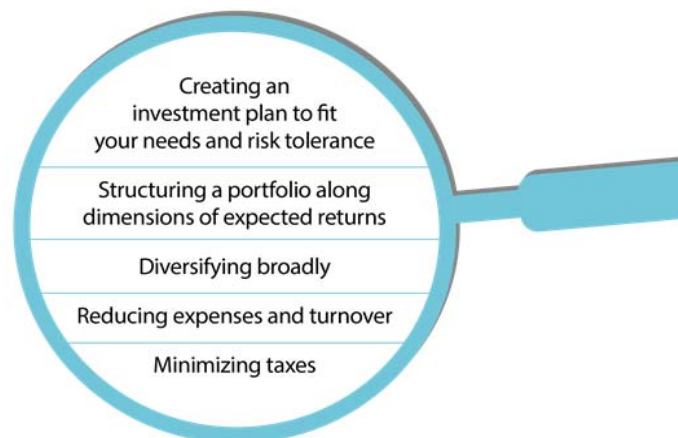 Creating an
investment plan to fit
your needs and risk tolerance
Structuring a portfolio along
dimensions of expected returns
Diversifying broadly
Reducing expenses and turnover
Minimizing taxes